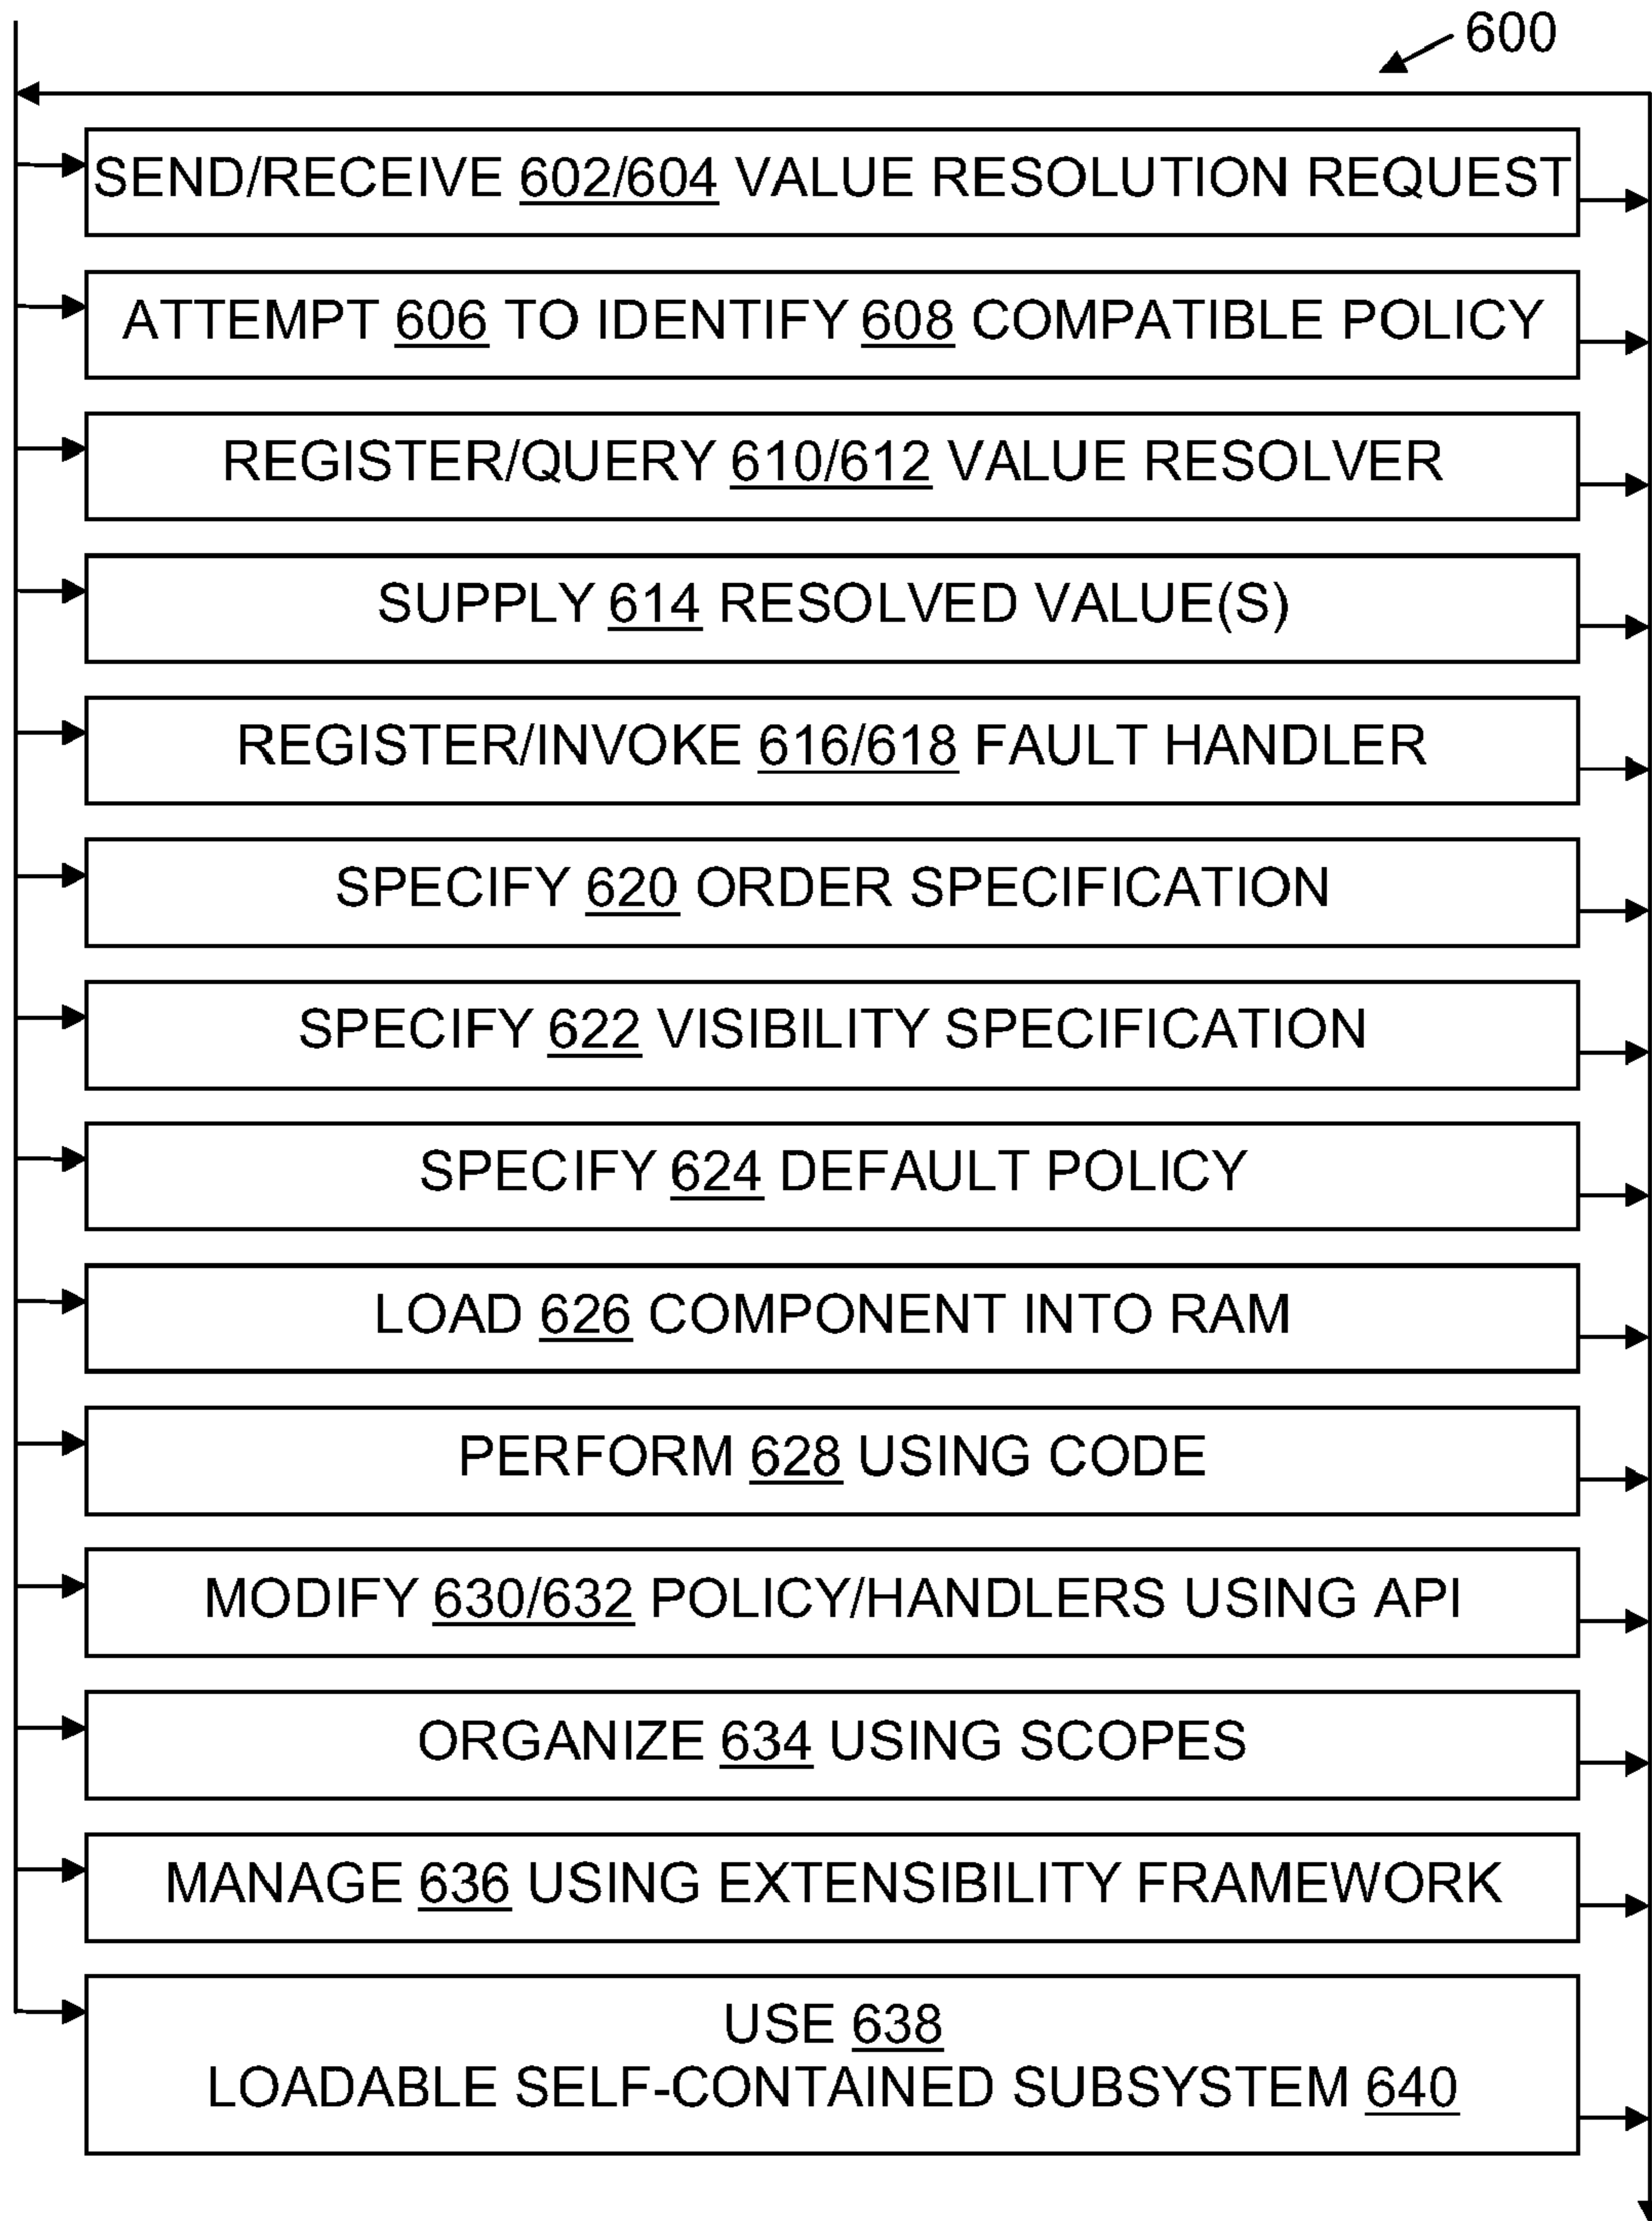 600
SEND/RECEIVE 602/604 VALUE RESOLUTION REQUEST
ATTEMPT 606 TO IDENTIFY 608 COMPATIBLE POLICY
REGISTER/QUERY 610/612 VALUE RESOLVER
SUPPLY 614 RESOLVED VALUE(S)
REGISTER/INVOKE 616/618 FAULT HANDLER
SPECIFY 620 ORDER SPECIFICATION
SPECIFY 622 VISIBILITY SPECIFICATION
SPECIFY 624 DEFAULT POLICY
LOAD 626 COMPONENT INTO RAM
PERFORM 628 USING CODE
MODIFY 630/632 POLICY/HANDLERS USING API
ORGANIZE 634 USING SCOPES
MANAGE 636 USING EXTENSIBILITY FRAMEWORK
USE 638
LOADABLE SELF-CONTAINED SUBSYSTEM 640